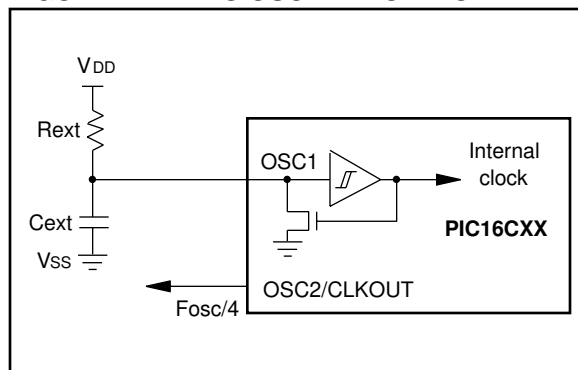 VDD
Rext
OSC1
Internal
clock
Cext
PIC16CXX
VSS
OSC2/CLKOUT
Fosc/4